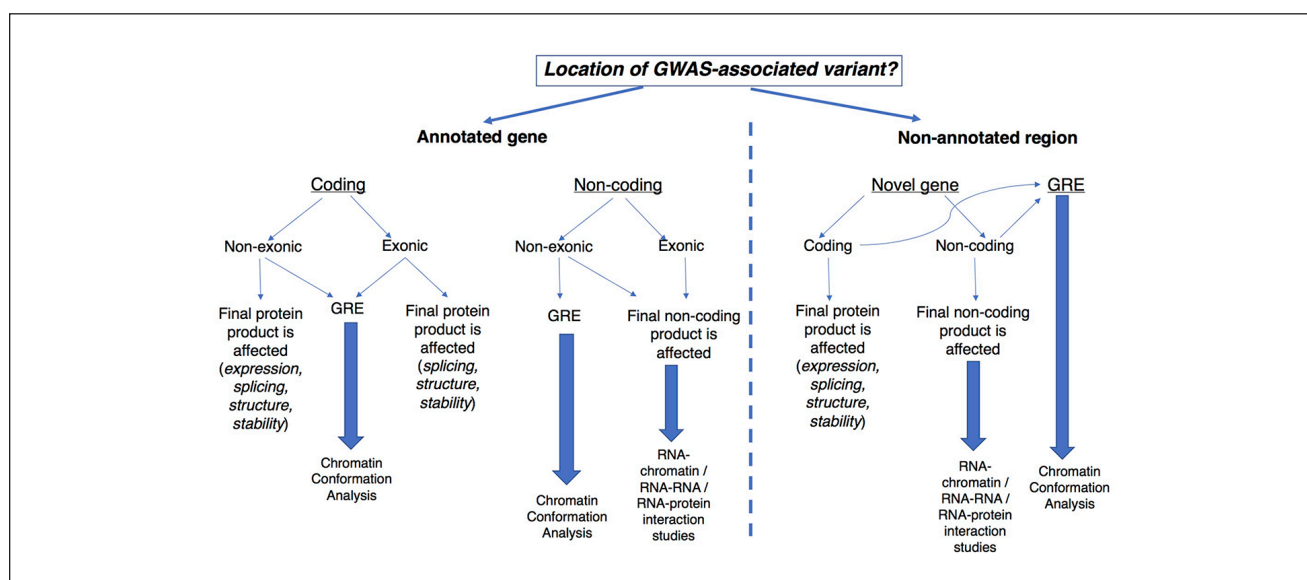 Location of GWAS-associated variant?
Annotated gene
Non-annotated region
Coding
Non-coding
Novel gene
GRE
Non-exonic
Exonic
Non-exonic
Exonic
Coding
Non-coding
Final protein
product is
affected
(expression,
splicing,
structure,
stability)
GRE
Final protein
product is
affected
(splicing,
structure,
stability)
GRE
Final non-coding
product is
affected
Final protein
product is
affected
(expression,
splicing,
structure,
stability)
Final non-coding
product is
affected
Chromatin
Conformation
Analysis
Chromatin
Conformation
Analysis
RNA-
chromatin /
RNA-RNA /
RNA-protein
interaction
studies
RNA-
chromatin /
RNA-RNA /
RNA-protein
interaction
studies
Chromatin
Conformation
Analysis